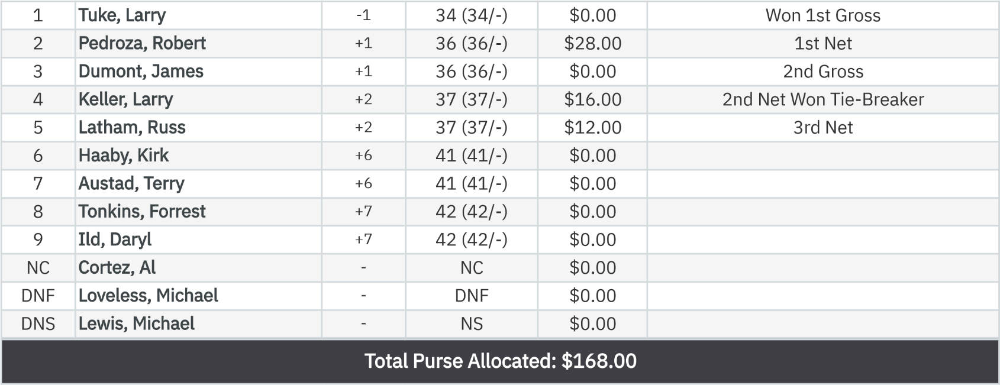 1 Tuke, Larry -1 34 (34/-) $0.00 Won 1st Gross
2 Pedroza, Robert +1 36 (36/-) $28.00 1st Net
3 Dumont, James +1 36 (36/-) $0.00 2nd Gross
4 Keller, Larry +2 37 (37/-) $16.00 2nd Net Won Tie-Breaker
5 Latham, Russ +2 37 (37/-) $12.00 3rd Net
6 Haaby, Kirk +6 41 (41/-) $0.00
7 Austad, Terry +6 41 (41/-) $0.00
8 Tonkins, Forrest +7 42 (42/-) $0.00
9 Ild, Daryl +7 42 (42/-) $0.00
NC Cortez, Al - NC $0.00
DNF Loveless, Michael - DNF $0.00
DNS Lewis, Michael - NS $0.00
Total Purse Allocated: $168.00